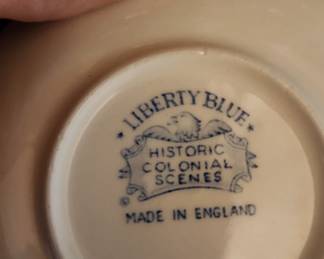 ★ LIBERTY BLUE ★
HISTORIC
COLONIAL
SCENES
©
MADE IN ENGLAND